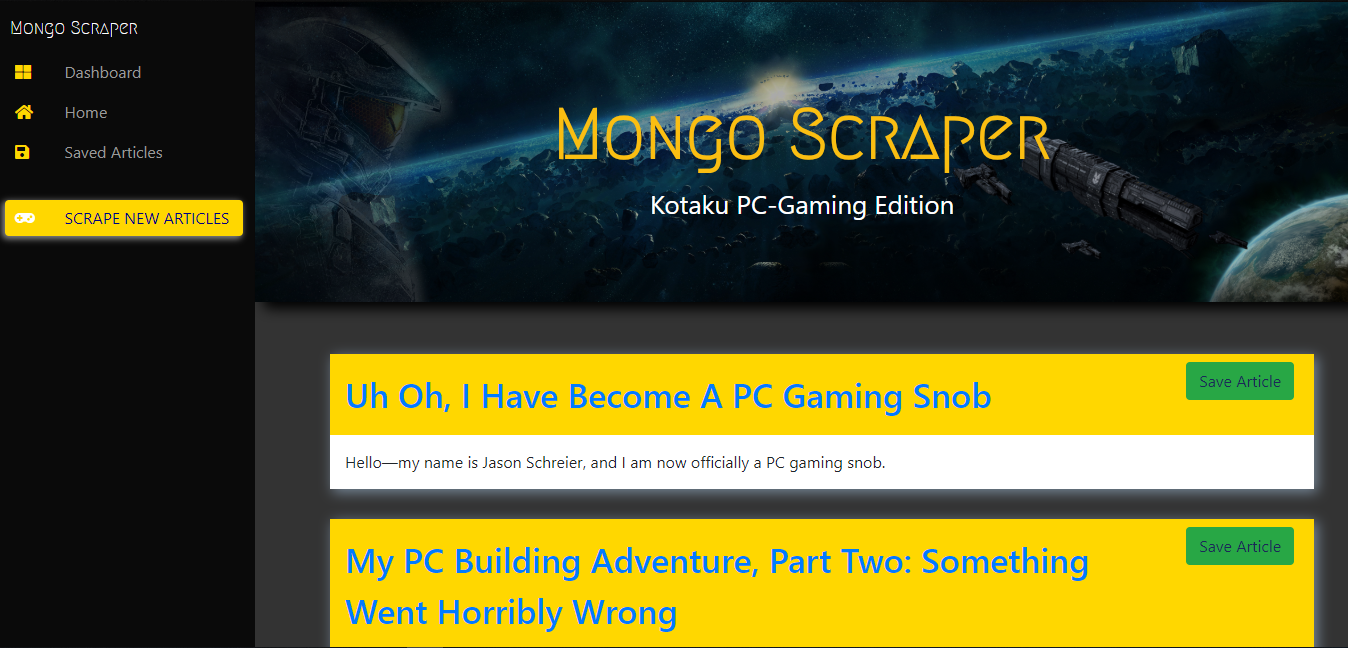 Mongo Scraper
Dashboard
Home
Saved Articles
SCRAPE NEW ARTICLES
Mongo Scraper
Kotaku PC-Gaming Edition
Uh Oh, I Have Become A PC Gaming Snob
Save Article
Hello—my name is Jason Schreier, and I am now officially a PC gaming snob.
My PC Building Adventure, Part Two: Something
Went Horribly Wrong
Save Article